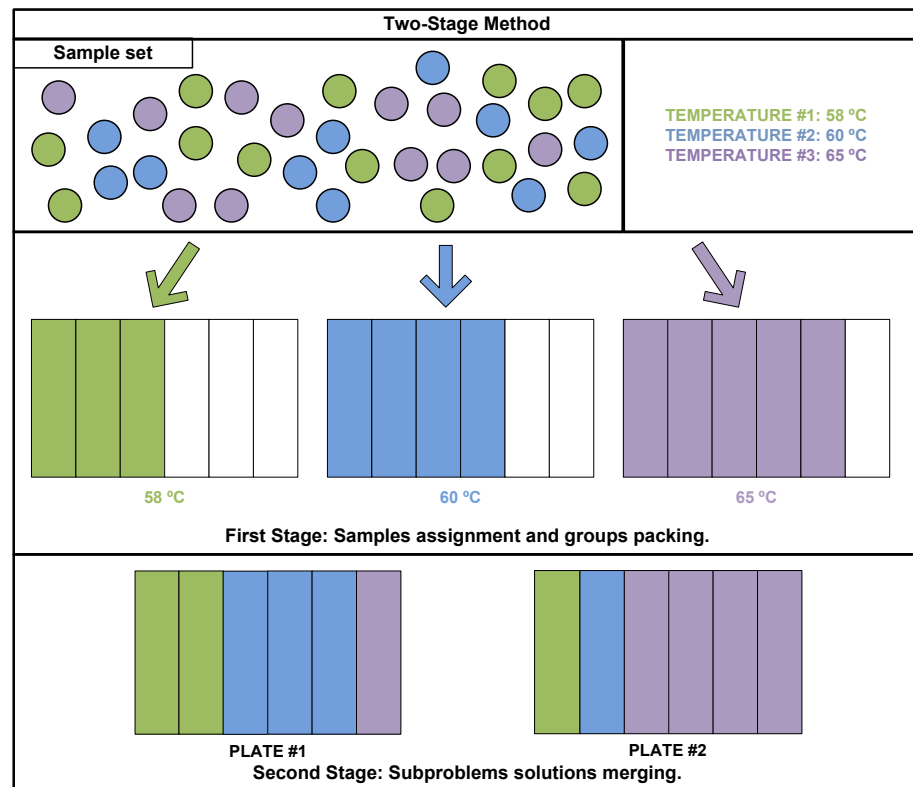 Two-Stage Method
Sample set
TEMPERATURE #1: 58 ºC
TEMPERATURE #2: 60 ºC
TEMPERATURE #3: 65 ºC
58 ºC
60 ºC
65 ºC
First Stage: Samples assignment and groups packing.
PLATE #1
PLATE #2
Second Stage: Subproblems solutions merging.